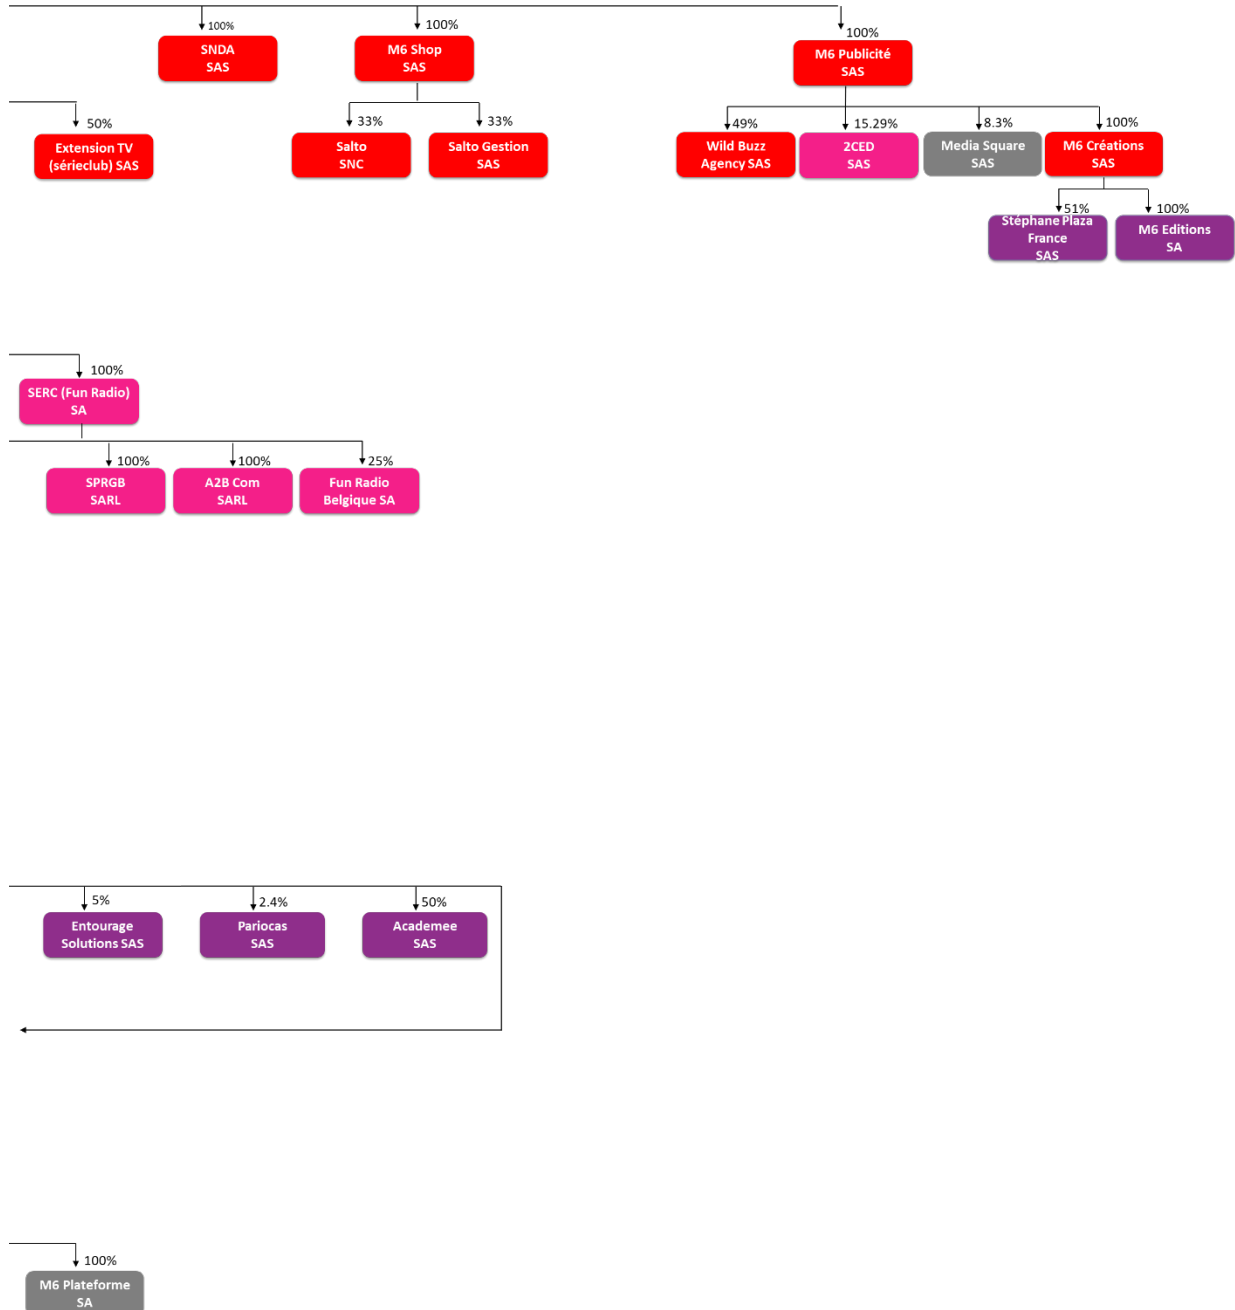 100%
SNDA
SAS
100%
M6 Shop
SAS
100%
M6 Publicité
SAS
50%
Extension TV
(sérieclub) SAS
33%
Salto
SNC
33%
Salto Gestion
SAS
49%
Wild Buzz
Agency SAS
15.29%
2CED
SAS
8.3%
Media Square
SAS
100%
M6 Créations
SAS
51%
Stéphane Plaza
France
SAS
100%
M6 Editions
SA
100%
SERC (Fun Radio)
SA
100%
SPRGB
SARL
100%
A2B Com
SARL
25%
Fun Radio
Belgique SA
5%
Entourage
Solutions SAS
2.4%
Pariocas
SAS
50%
Academee
SAS
100%
M6 Plateforme
SA